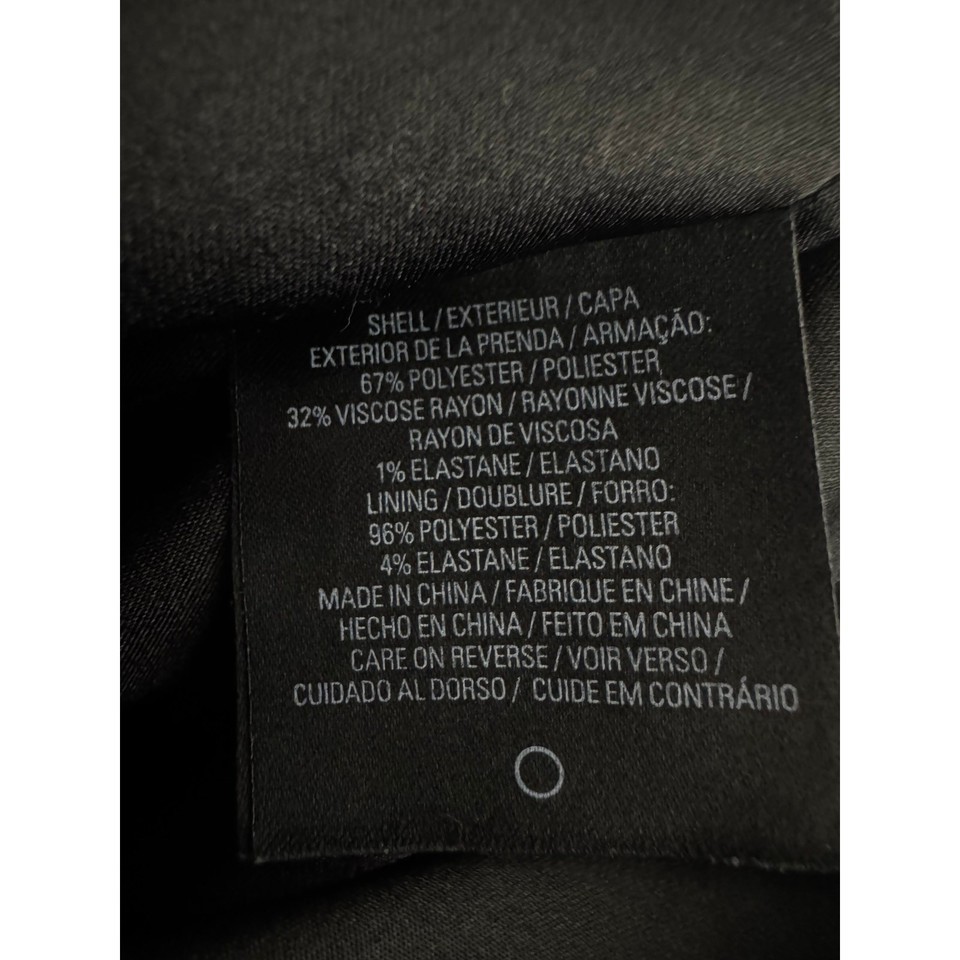 SHELL / EXTERIEUR / CAPA
EXTERIOR DE LA PRENDA / ARMAÇÃO:
67% POLYESTER / POLIESTER
32% VISCOSE RAYON / RAYONNE VISCOSE /
RAYON DE VISCOSA
1% ELASTANE / ELASTANO
LINING / DOUBLURE / FORRO:
96% POLYESTER / POLIESTER
4% ELASTANE / ELASTANO
MADE IN CHINA / FABRIQUE EN CHINE /
HECHO EN CHINA / FEITO EM CHINA
CARE ON REVERSE / VOIR VERSO /
CUIDADO AL DORSO / CUIDE EM CONTRÁRIO